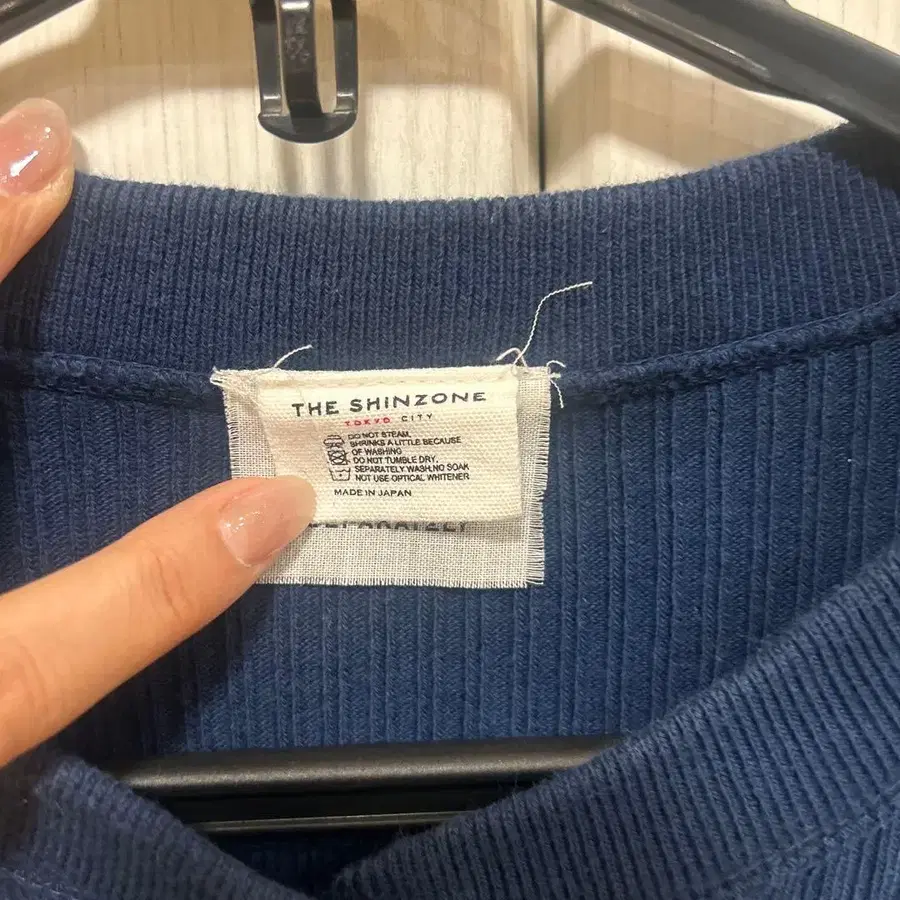 THE SHINZONE
TOKYO CITY
DO NOT STEAM,
SHRINKS A LITTLE BECAUSE
OF WASHING
DO NOT TUMBLE DRY,
SEPARATELY WASH.NO SOAK
NOT USE OPTICAL WHITENER
MADE IN JAPAN